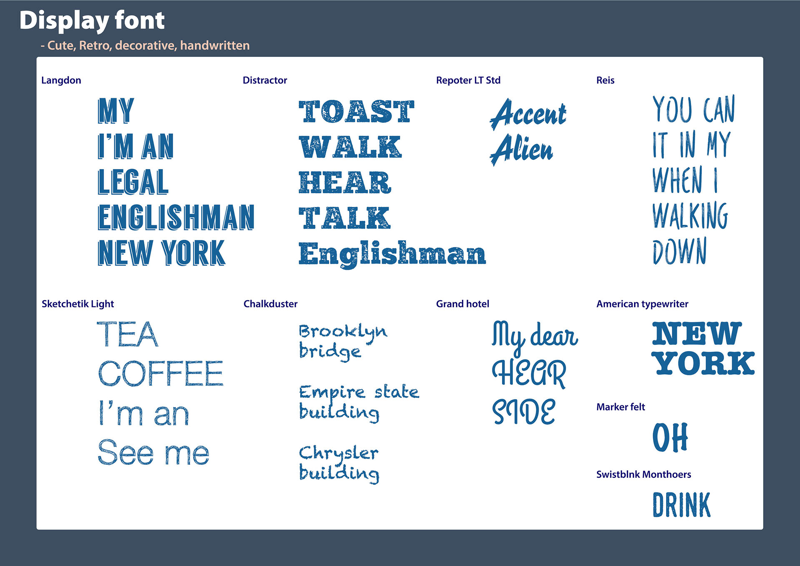 Display font
- Cute, Retro, decorative, handwritten
Langdon
MY
I'M AN
LEGAL
ENGLISHMAN
NEW YORK
Distractor
TOAST
WALK
HEAR
TALK
Englishman
Repoter LT Std
Accent
Alien
Reis
YOU CAN
IT IN MY
WHEN I
WALKING
DOWN
Sketchetik Light
TEA
COFFEE
I'm an
See me
Chalkduster
Brooklyn
bridge
Empire state
building
Chrysler
building
Grand hotel
My dear
HEAR
SIDE
American typewriter
NEW
YORK
Marker felt
OH
Swistblnk Monthoers
DRINK